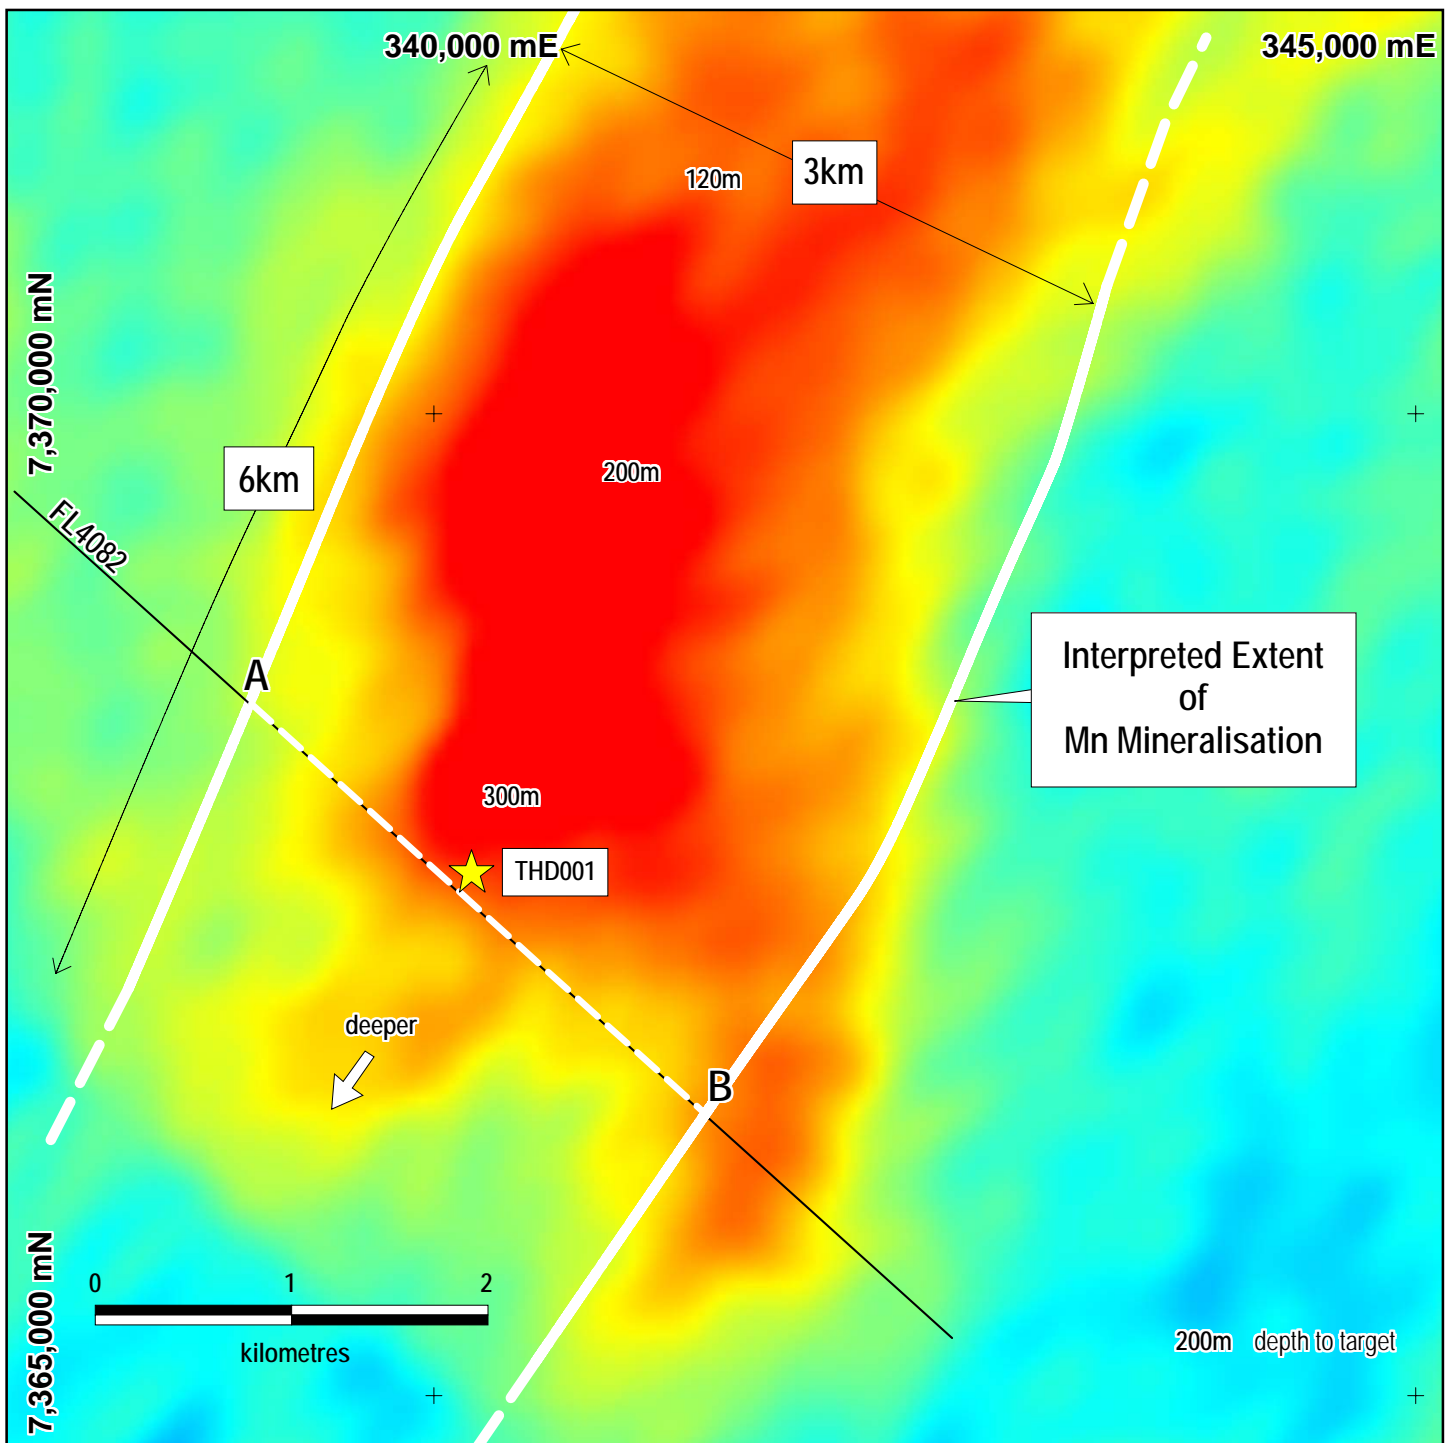 340,000 mE
345,000 mE
3km
120m
7,370,000 mN
200m
6km
FL4082
A
Interpreted Extent
of
Mn Mineralisation
300m
THD001
deeper
B
0 1 2
kilometres
7,365,000 mN
200m depth to target